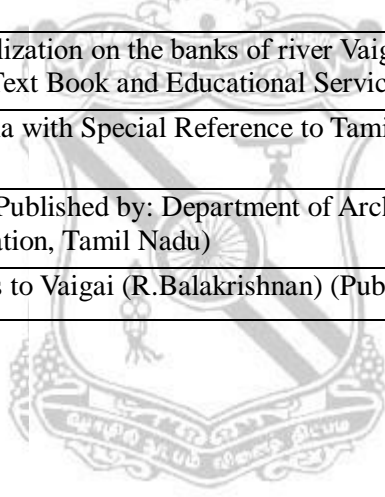 lization on the banks of river Vaig
Text Book and Educational Servic
a with Special Reference to Tami
Published by: Department of Arch
ation, Tamil Nadu)
s to Vaigai (R.Balakrishnan) (Pub